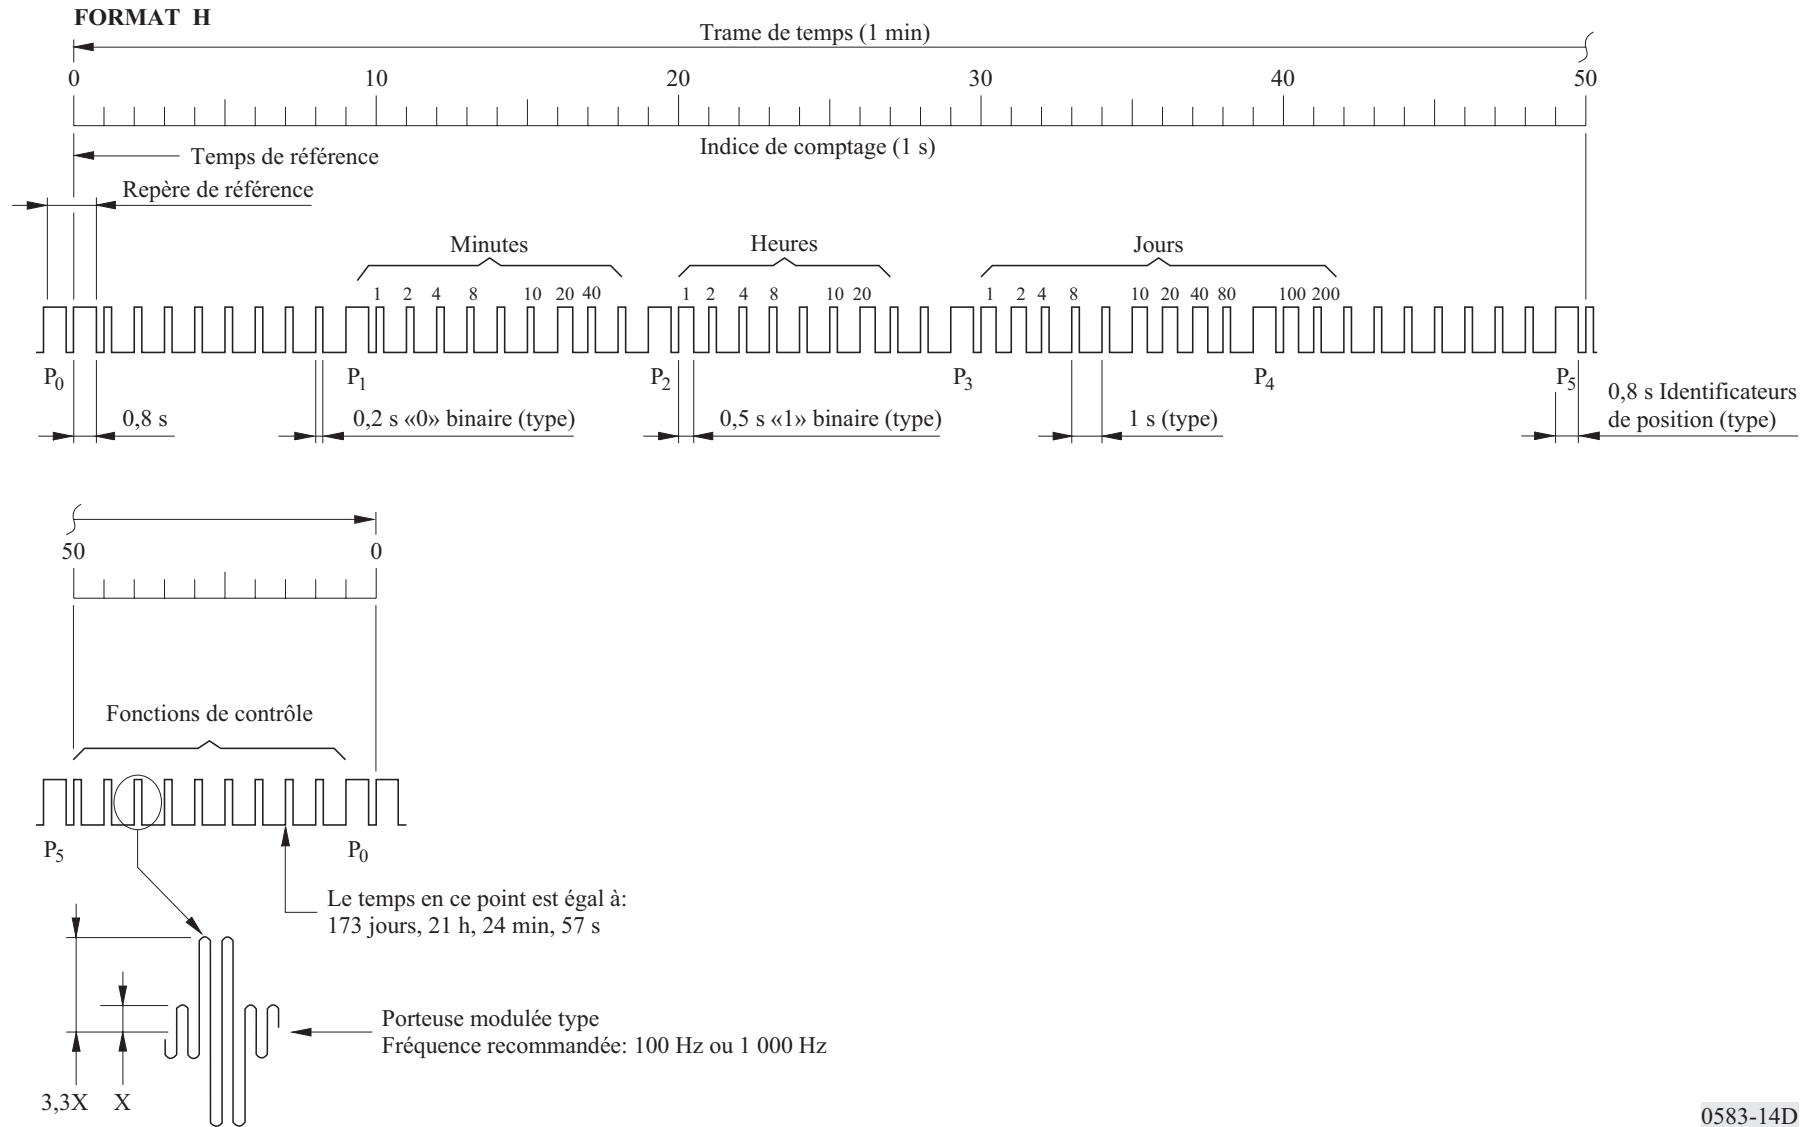 FORMAT H
Trame de temps (1 min)
0 10 20 30 40 50
Indice de comptage (1 s)
Temps de référence
Repère de référence
Minutes Heures Jours
1 2 4 8 10 20 40 1 2 4 8 10 20 1 2 4 8 10 20 40 80 100 200
P0 P1 P2 P3 P4 P5
0,8 s
0,2 s «0» binaire (type)
0,5 s «1» binaire (type)
1 s (type)
0,8 s Identificateurs
de position (type)
50 0
Fonctions de contrôle
P5 P0
Le temps en ce point est égal à:
173 jours, 21 h, 24 min, 57 s
Porteuse modulée type
Fréquence recommandée: 100 Hz ou 1 000 Hz
3,3X X
0583-14D